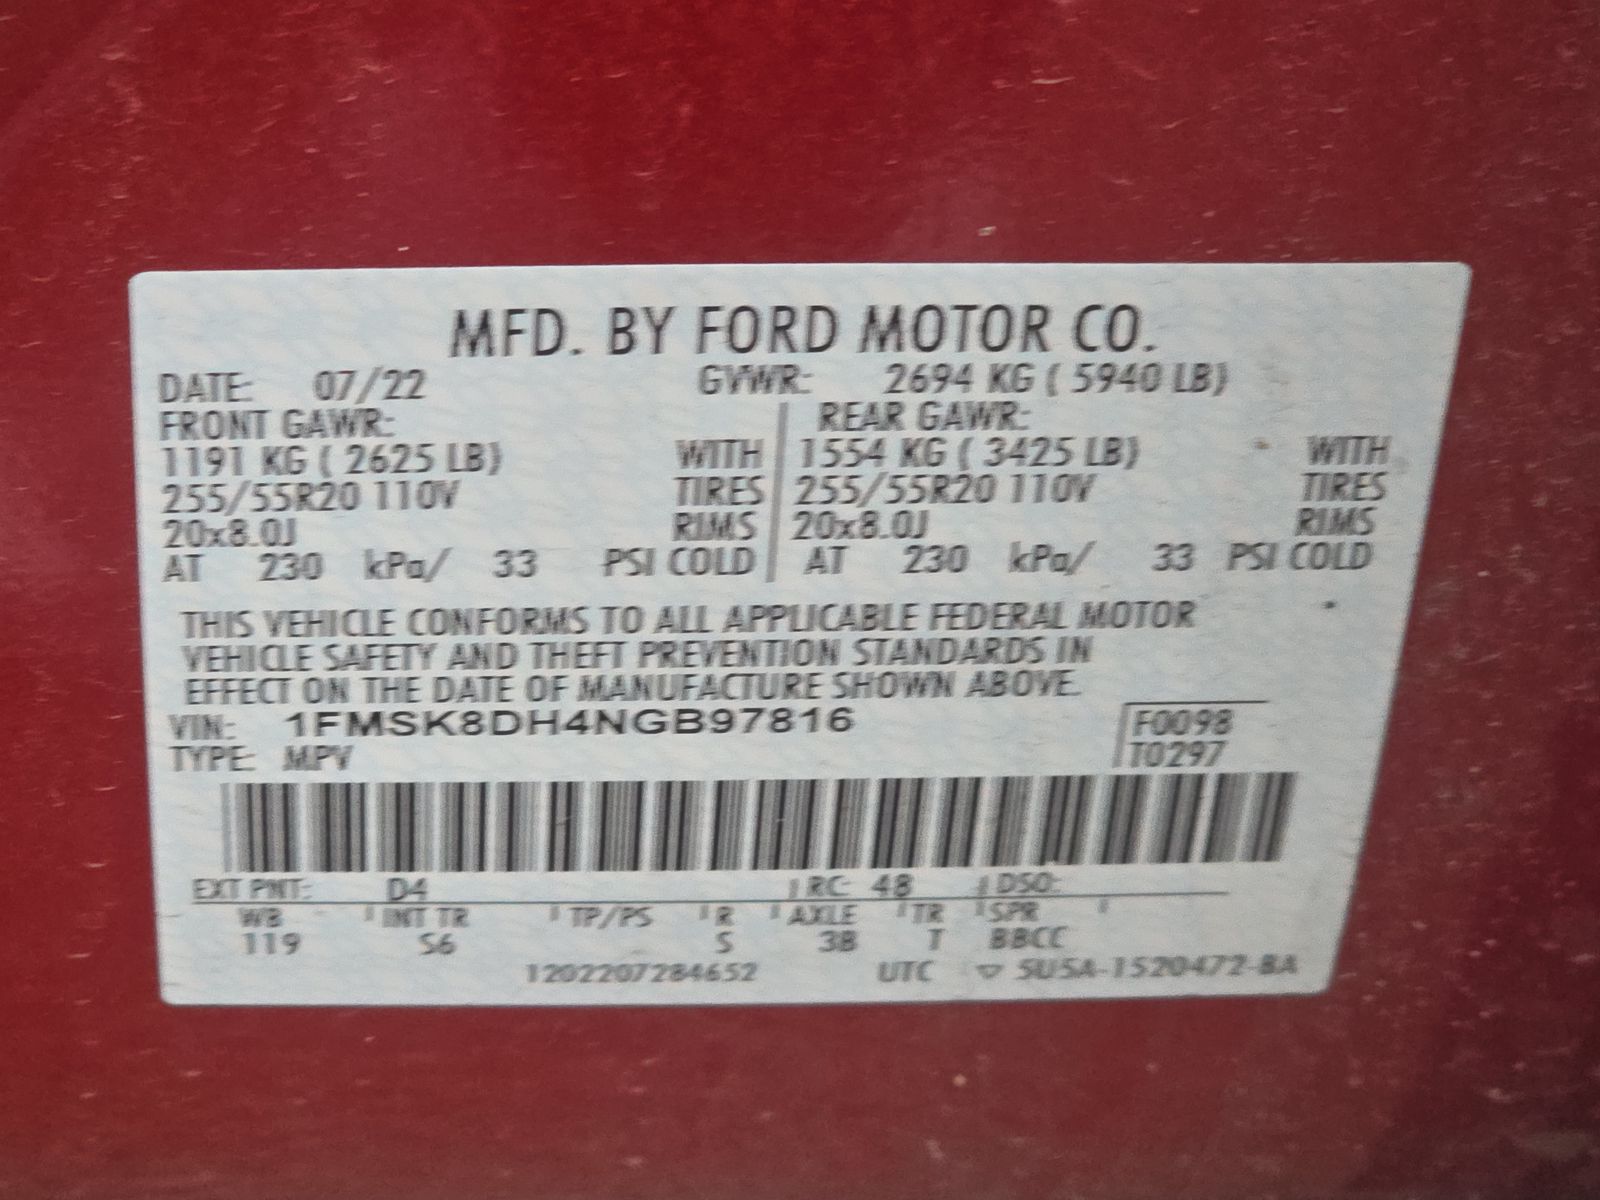 MFD. BY FORD MOTOR CO.
DATE: 07/22 GVWR: 2694 KG ( 5940 LB)
FRONT GAWR: REAR GAWR:
1191 KG ( 2625 LB) WITH 1554 KG ( 3425 LB) WITH
255/55R20 110V TIRES 255/55R20 110V TIRES
20x8.0J RIMS 20x8.0J RIMS
AT 230 kPa/ 33 PSI COLD AT 230 kPa/ 33 PSI COLD
THIS VEHICLE CONFORMS TO ALL APPLICABLE FEDERAL MOTOR
VEHICLE SAFETY AND THEFT PREVENTION STANDARDS IN
EFFECT ON THE DATE OF MANUFACTURE SHOWN ABOVE.
VIN: 1FMSK8DH4NGB97816 F0098
TYPE: MPV T0297
EXT PNT: D4 RC: 48 DSO:
WB INT TR TP/PS R AXLE TR SPR
119 S6 S 3B T BBCC
1202207284652 UTC ▽ 5U5A-1520472-BA